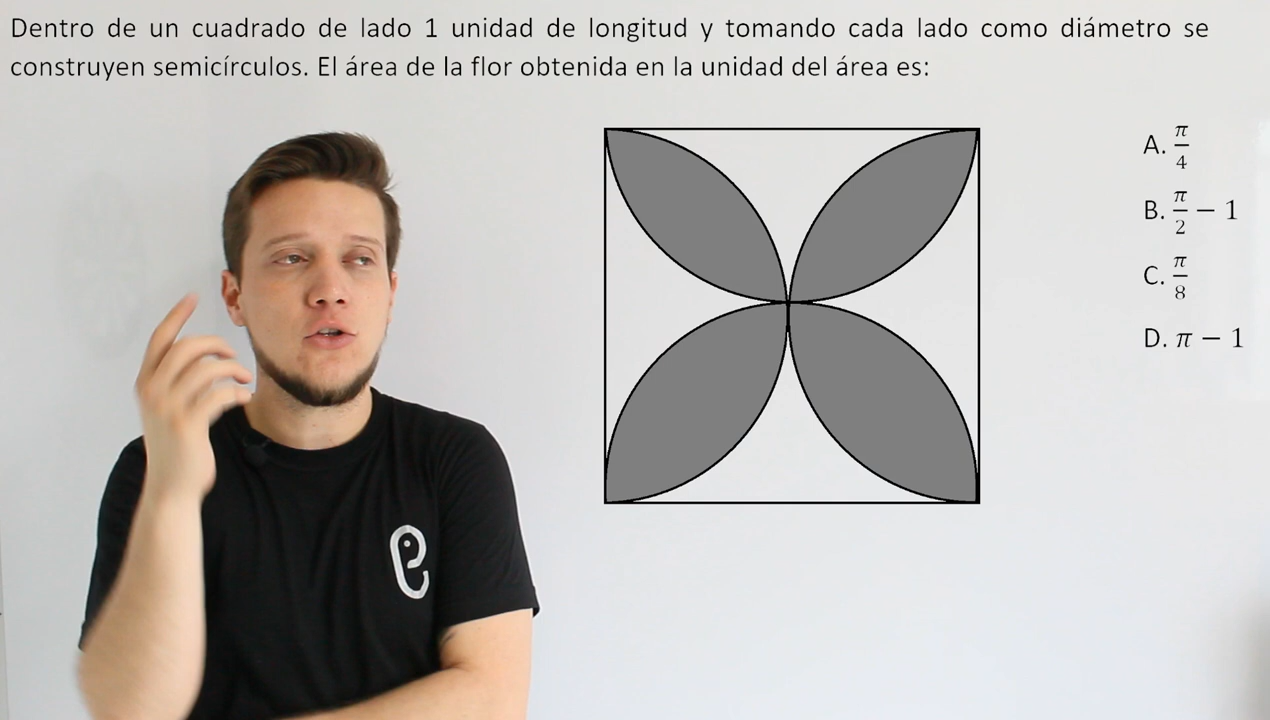 Dentro de un cuadrado de lado 1 unidad de longitud y tomando cada lado como diámetro se
construyen semicírculos. El área de la flor obtenida en la unidad del área es:
A. π/4
B. π/2 − 1
C. π/8
D. π − 1